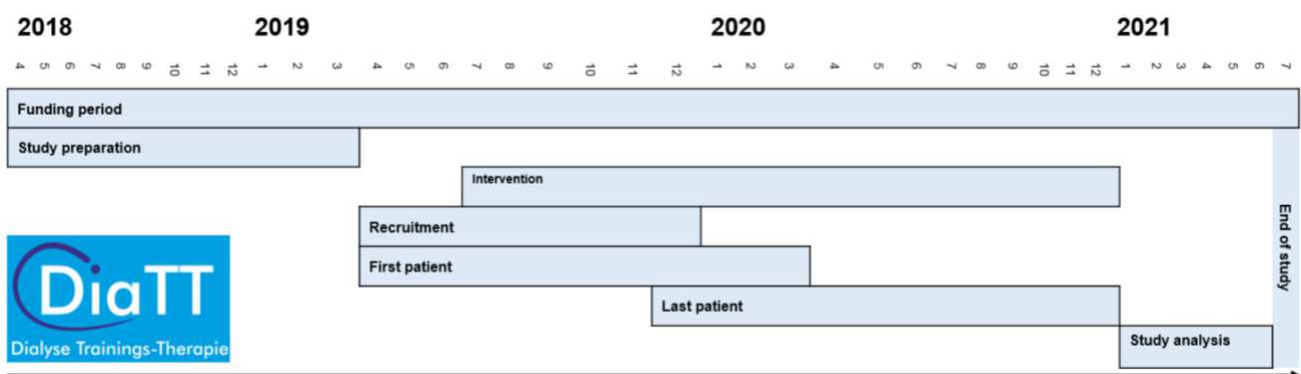 2018 2019 2020 2021
4 5 6 7 8 9 10 11 12 1 2 3 4 5 6 7 8 9 10 11 12 1 2 3 4 5 6 7 8 9 10 11 12 1 2 3 4 5 6 7
Funding period
Study preparation
Intervention
Recruitment
First patient
Last patient
Study analysis
End of study
DiaTT
Dialyse Trainings-Therapie